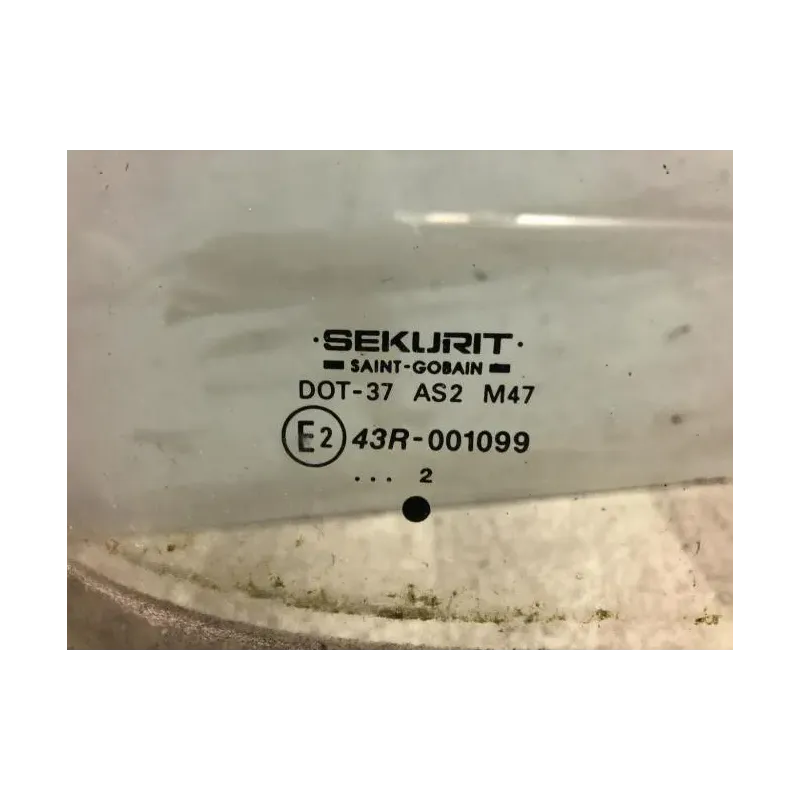 ·SEKURIT·
SAINT-GOBAIN
DOT-37 AS2 M47
E2 43R-001099
... 2